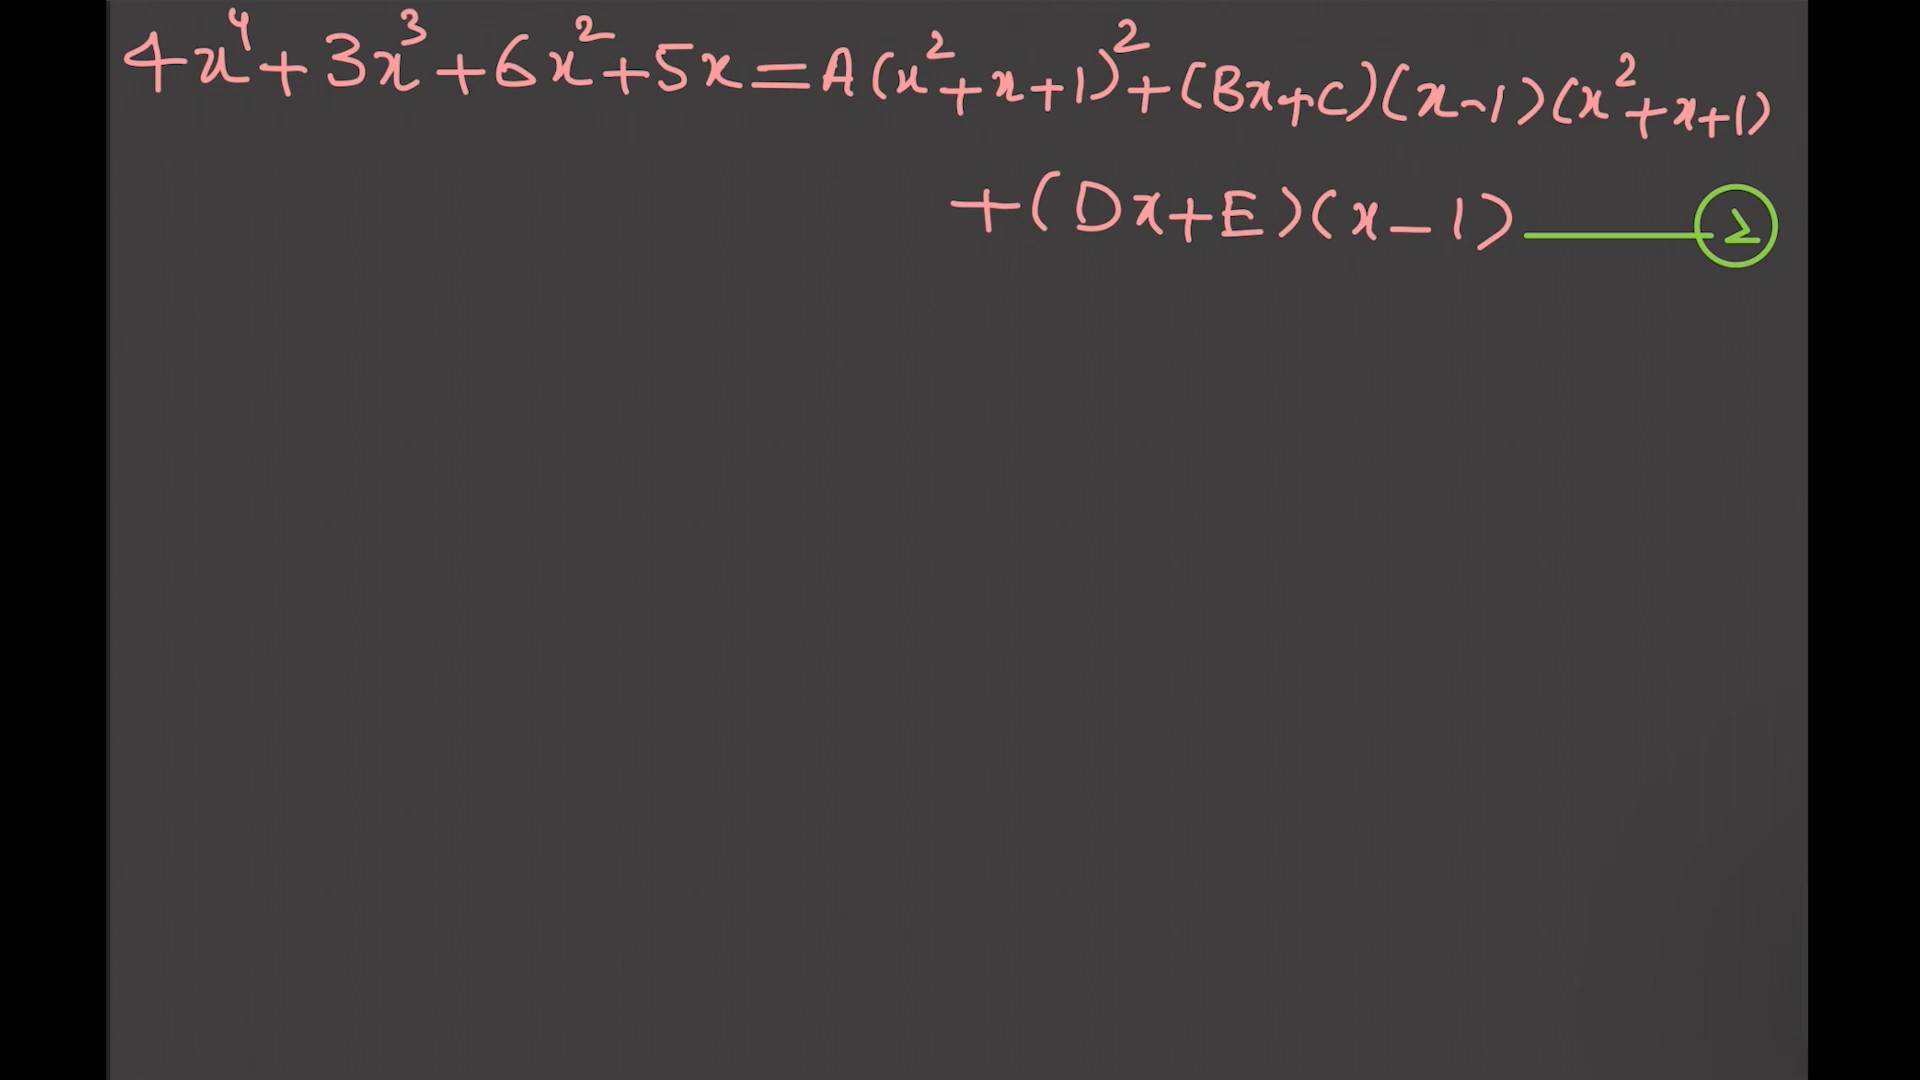 4x⁴+3x³+6x²+5x=A(x²+x+1)²+(Bx+C)(x-1)(x²+x+1)
+(Dx+E)(x-1)——②